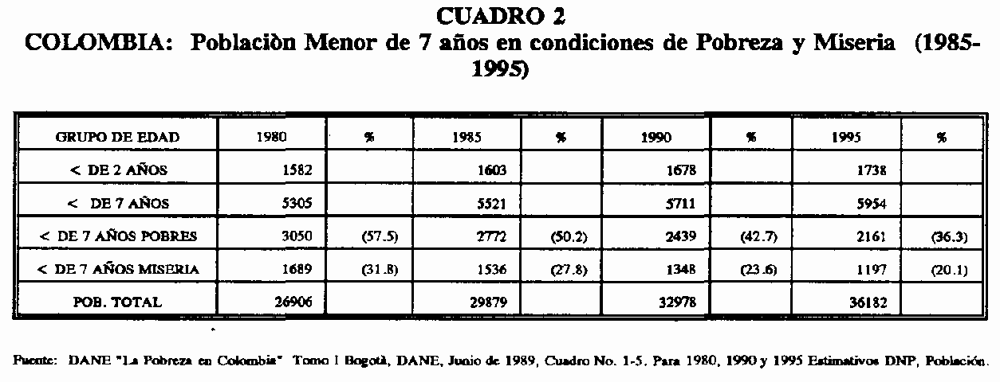 CUADRO 2
COLOMBIA: Poblaciòn Menor de 7 años en condiciones de Pobreza y Miseria (1985-
1995)
GRUPO DE EDAD 1980 % 1985 % 1990 % 1995 %
< DE 2 AÑOS 1582 1603 1678 1738
< DE 7 AÑOS 5305 5521 5711 5954
< DE 7 AÑOS POBRES 3050 (57.5) 2772 (50.2) 2439 (42.7) 2161 (36.3)
< DE 7 AÑOS MISERIA 1689 (31.8) 1536 (27.8) 1348 (23.6) 1197 (20.1)
POB. TOTAL 26906 29879 32978 36182
Fuente: DANE "La Pobreza en Colombia" Tomo I Bogotà, DANE, Junio de 1989, Cuadro No. 1-5. Para 1980, 1990 y 1995 Estimativos DNP, Población.